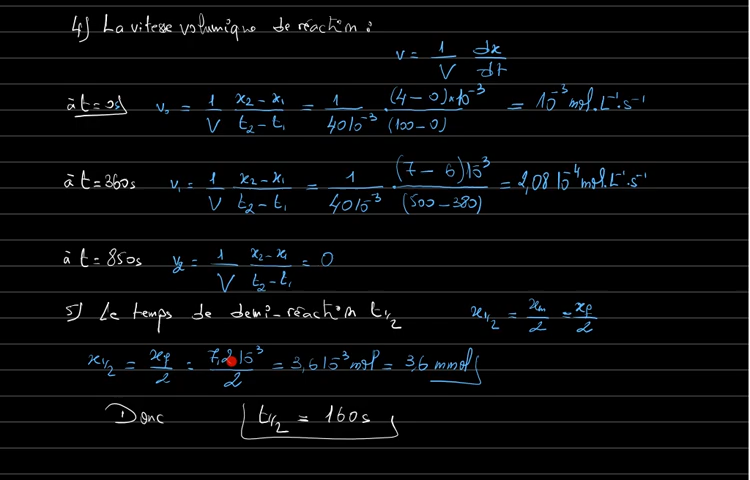 4) La vitesse volumique de réaction :
v = 1/V dx/dt
à t = 0s v₀ = 1/V (x₂ - x₁)/(t₂ - t₁) = 1/(40 10⁻³) · ((4 - 0) × 10⁻³)/(100 - 0) = 10⁻³ mol.L⁻¹.s⁻¹
à t = 360s v₁ = 1/V (x₂ - x₁)/(t₂ - t₁) = 1/(40 10⁻³) · ((7 - 6) 10⁻³)/(500 - 380) = 2,08 10⁻⁴ mol.L⁻¹.s⁻¹
à t = 850s v₂ = 1/V (x₂ - x₁)/(t₂ - t₁) = 0
5) Le temps de demi-réaction t1/2 x1/2 = xm/2 = xf/2
x1/2 = xf/2 = 7,2 10⁻³/2 = 3,6 10⁻³ mol = 3,6 mmol
Donc t1/2 = 160s